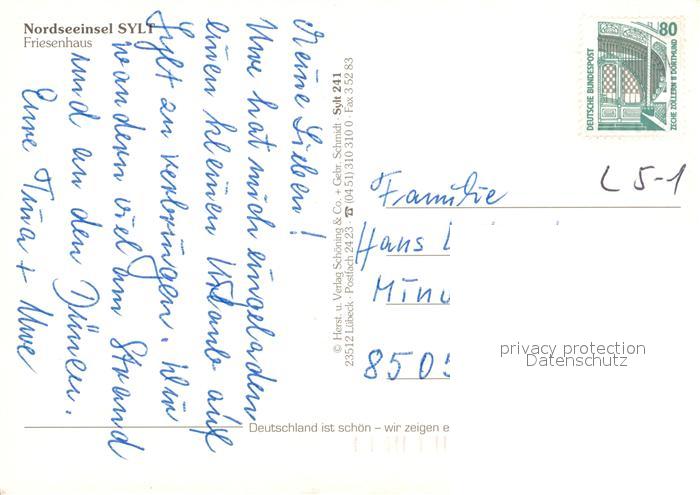 Nordseeinsel SYLT
Friesenhaus
Meine Lieben!
Uwe hat mich eingeladen
einen kleinen Urlaub auf
Sylt zu verbringen. Wir
wandern viel am Strand
und an den Dünen.
Eure Tina + Uwe
© Herst. u. Verlag Schöning & Co. + Gebr. Schmidt · Sylt 241
23512 Lübeck · Postfach 24 23 · ☎ (04 51) 310 310 0 · Fax 3 52 83
80
DEUTSCHE BUNDESPOST
ZECHE ZOLLERN II DORTMUND
L 5-1
Familie
Hans
Minu
8505
privacy protection
Datenschutz
Deutschland ist schön – wir zeigen e